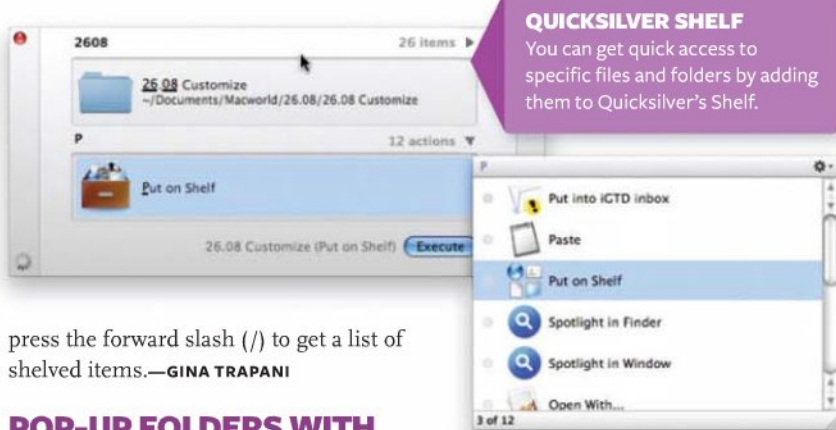 2608
26 items
26.08 Customize
~/Documents/Macworld/26.08/26.08 Customize
P
12 actions
Put on Shelf
26.08 Customize (Put on Shelf)
Execute
QUICKSILVER SHELF
You can get quick access to
specific files and folders by adding
them to Quicksilver's Shelf.
P
Put into iGTD inbox
Paste
Put on Shelf
Spotlight in Finder
Spotlight in Window
Open With...
3 of 12
press the forward slash (/) to get a list of
shelved items.—GINA TRAPANI
POP-UP FOLDERS WITH